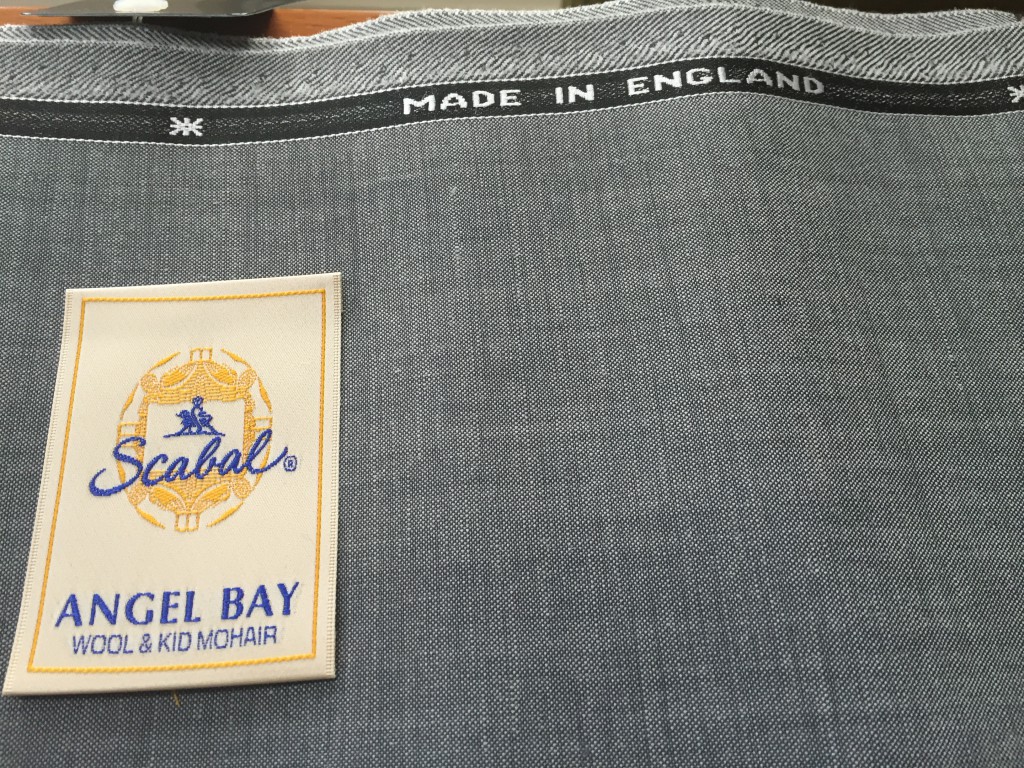 MADE IN ENGLAND
Scabal®
ANGEL BAY
WOOL & KID MOHAIR